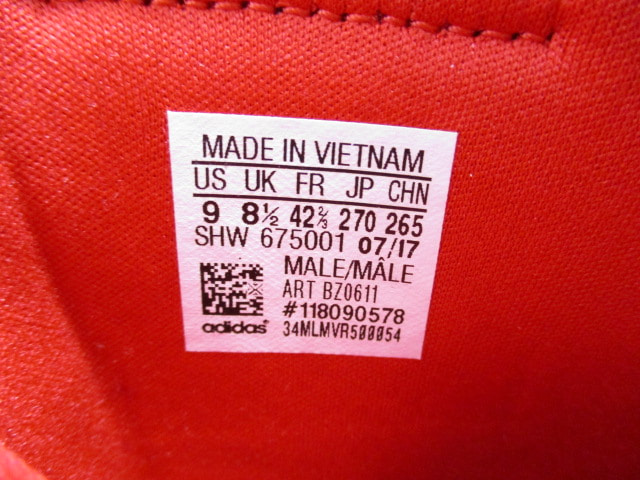 MADE IN VIETNAM
US UK FR JP CHN
9 8½ 42⅔ 270 265
SHW 675001 07/17
MALE/MÂLE
ART BZ0611
#118090578
adidas® 34MLMVR500054